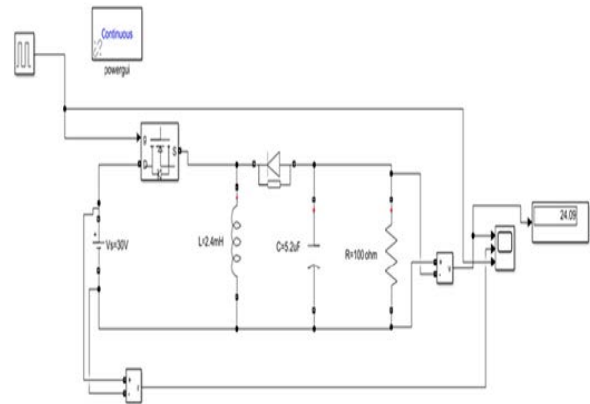 Continuous
powergui
g
D
S
24.09
Vs=30V
L=2.4mH
C=5.2uF
R=100 ohm
+
-
v
+
-
v